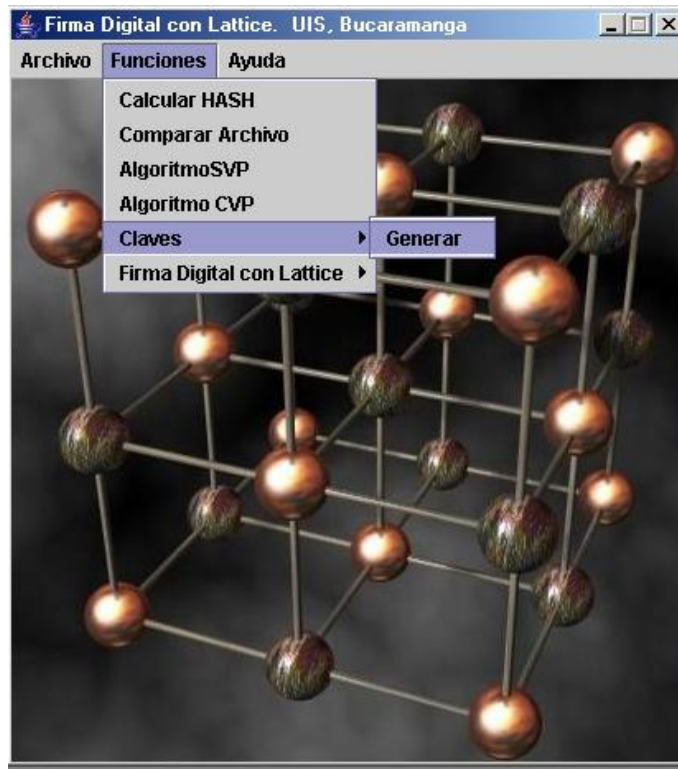 Firma Digital con Lattice. UIS, Bucaramanga
Archivo Funciones Ayuda
Calcular HASH
Comparar Archivo
AlgoritmoSVP
Algoritmo CVP
Claves Generar
Firma Digital con Lattice